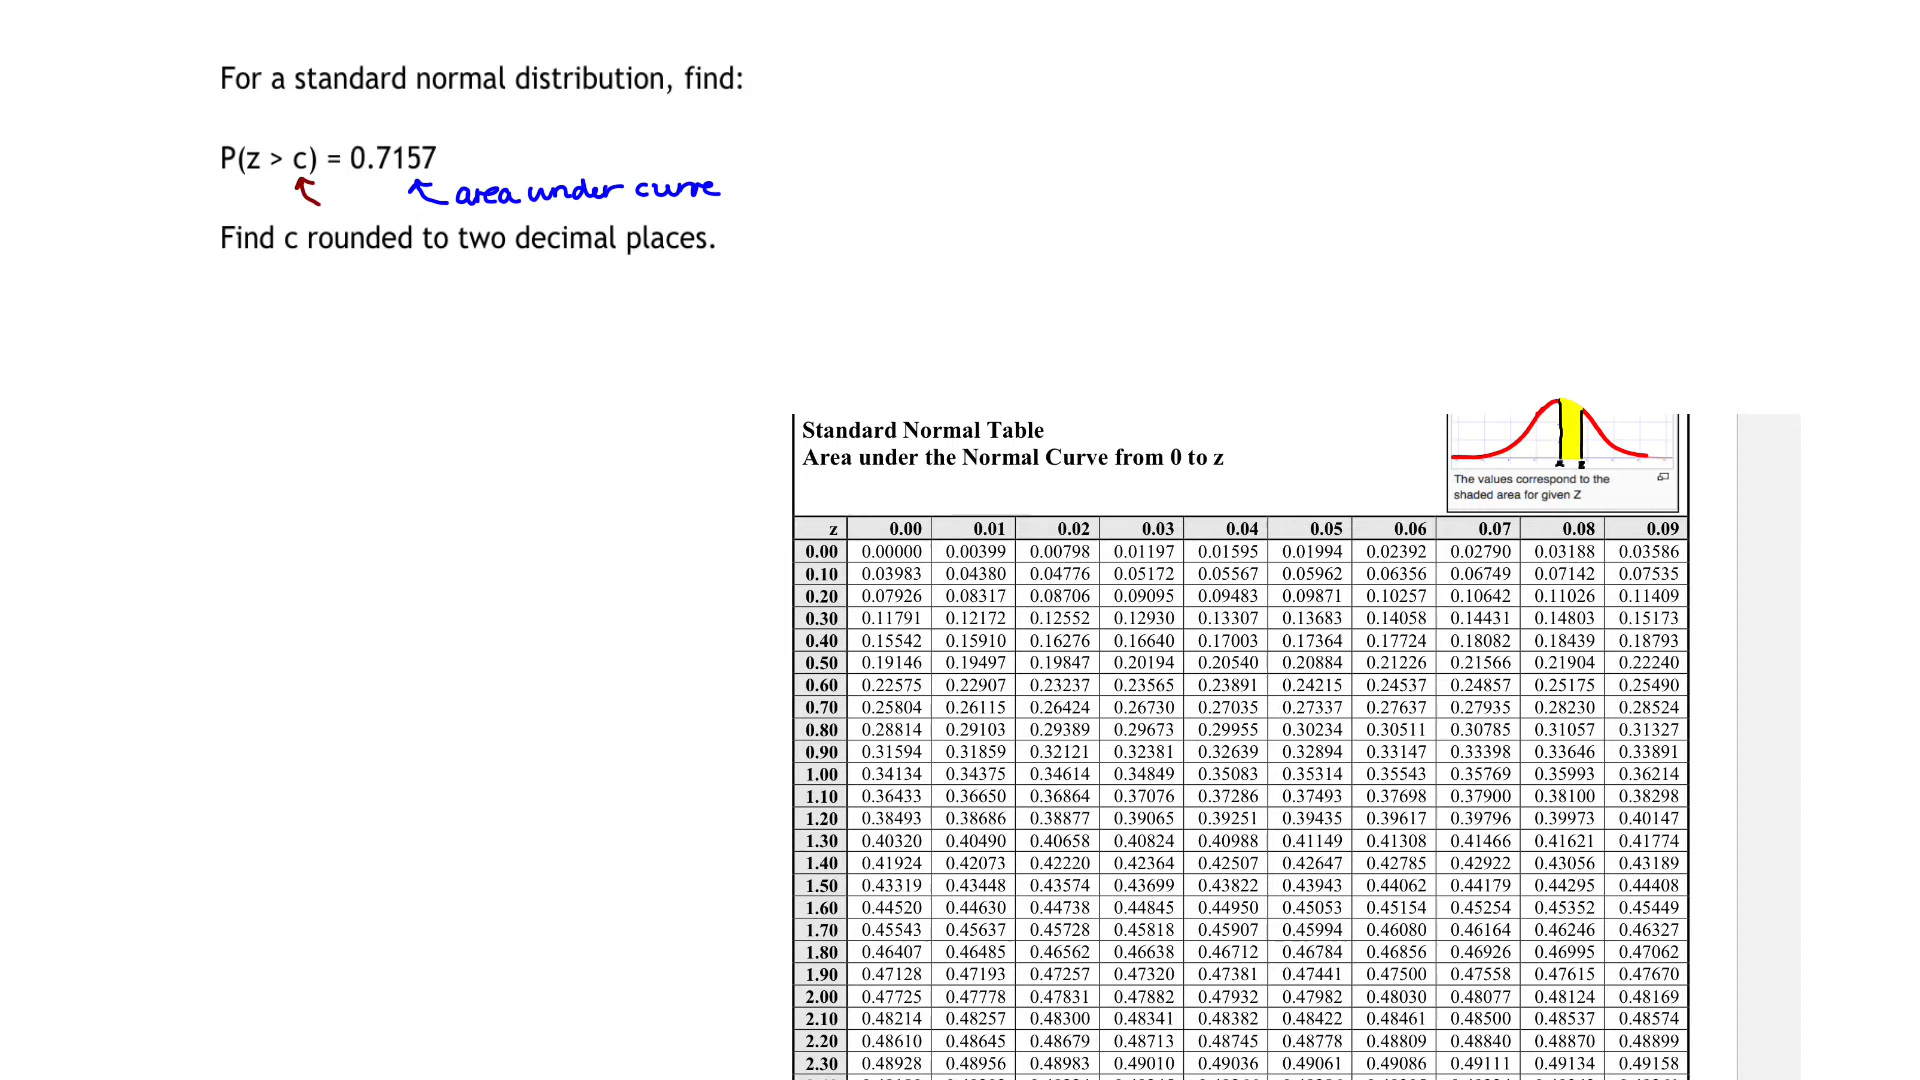 For a standard normal distribution, find:
P(z > c) = 0.7157
area under curve
Find c rounded to two decimal places.
Standard Normal Table
Area under the Normal Curve from 0 to z
The values correspond to the
shaded area for given Z
z 0.00 0.01 0.02 0.03 0.04 0.05 0.06 0.07 0.08 0.09
0.00 0.00000 0.00399 0.00798 0.01197 0.01595 0.01994 0.02392 0.02790 0.03188 0.03586
0.10 0.03983 0.04380 0.04776 0.05172 0.05567 0.05962 0.06356 0.06749 0.07142 0.07535
0.20 0.07926 0.08317 0.08706 0.09095 0.09483 0.09871 0.10257 0.10642 0.11026 0.11409
0.30 0.11791 0.12172 0.12552 0.12930 0.13307 0.13683 0.14058 0.14431 0.14803 0.15173
0.40 0.15542 0.15910 0.16276 0.16640 0.17003 0.17364 0.17724 0.18082 0.18439 0.18793
0.50 0.19146 0.19497 0.19847 0.20194 0.20540 0.20884 0.21226 0.21566 0.21904 0.22240
0.60 0.22575 0.22907 0.23237 0.23565 0.23891 0.24215 0.24537 0.24857 0.25175 0.25490
0.70 0.25804 0.26115 0.26424 0.26730 0.27035 0.27337 0.27637 0.27935 0.28230 0.28524
0.80 0.28814 0.29103 0.29389 0.29673 0.29955 0.30234 0.30511 0.30785 0.31057 0.31327
0.90 0.31594 0.31859 0.32121 0.32381 0.32639 0.32894 0.33147 0.33398 0.33646 0.33891
1.00 0.34134 0.34375 0.34614 0.34849 0.35083 0.35314 0.35543 0.35769 0.35993 0.36214
1.10 0.36433 0.36650 0.36864 0.37076 0.37286 0.37493 0.37698 0.37900 0.38100 0.38298
1.20 0.38493 0.38686 0.38877 0.39065 0.39251 0.39435 0.39617 0.39796 0.39973 0.40147
1.30 0.40320 0.40490 0.40658 0.40824 0.40988 0.41149 0.41308 0.41466 0.41621 0.41774
1.40 0.41924 0.42073 0.42220 0.42364 0.42507 0.42647 0.42785 0.42922 0.43056 0.43189
1.50 0.43319 0.43448 0.43574 0.43699 0.43822 0.43943 0.44062 0.44179 0.44295 0.44408
1.60 0.44520 0.44630 0.44738 0.44845 0.44950 0.45053 0.45154 0.45254 0.45352 0.45449
1.70 0.45543 0.45637 0.45728 0.45818 0.45907 0.45994 0.46080 0.46164 0.46246 0.46327
1.80 0.46407 0.46485 0.46562 0.46638 0.46712 0.46784 0.46856 0.46926 0.46995 0.47062
1.90 0.47128 0.47193 0.47257 0.47320 0.47381 0.47441 0.47500 0.47558 0.47615 0.47670
2.00 0.47725 0.47778 0.47831 0.47882 0.47932 0.47982 0.48030 0.48077 0.48124 0.48169
2.10 0.48214 0.48257 0.48300 0.48341 0.48382 0.48422 0.48461 0.48500 0.48537 0.48574
2.20 0.48610 0.48645 0.48679 0.48713 0.48745 0.48778 0.48809 0.48840 0.48870 0.48899
2.30 0.48928 0.48956 0.48983 0.49010 0.49036 0.49061 0.49086 0.49111 0.49134 0.49158